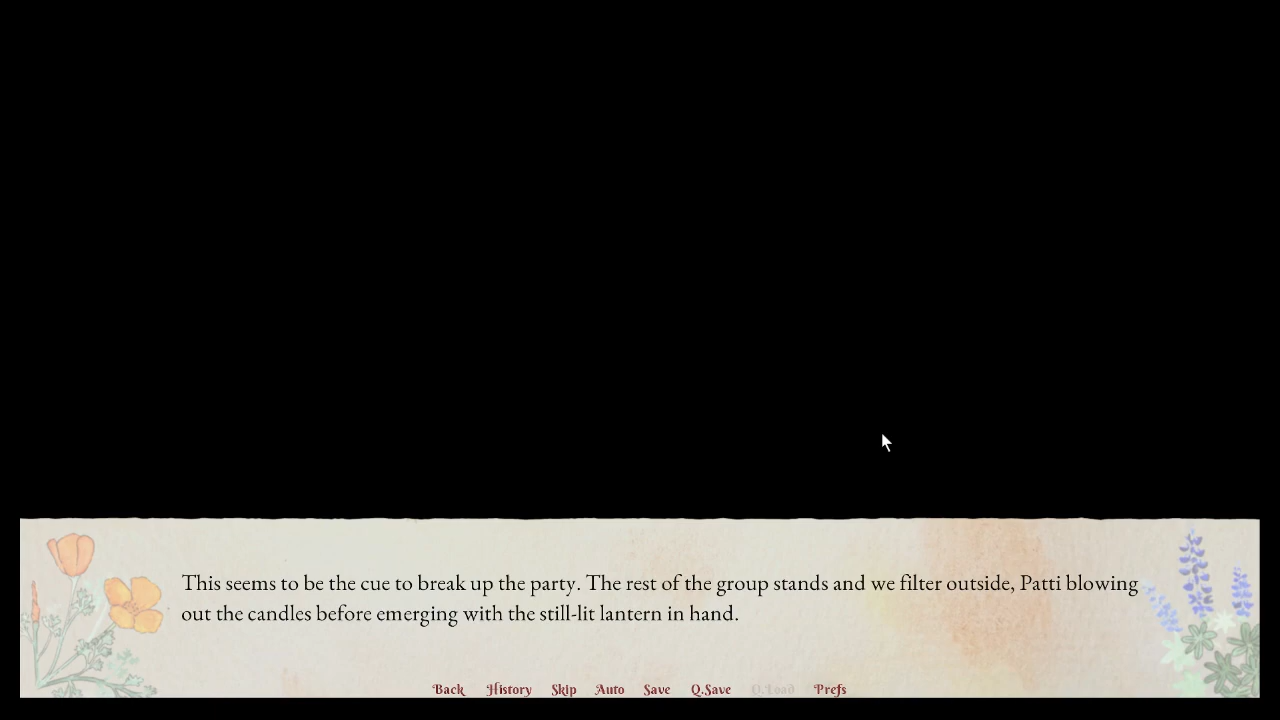 This seems to be the cue to break up the party. The rest of the group stands and we filter outside, Patti blowing
out the candles before emerging with the still-lit lantern in hand.
Back History Skip Auto Save Q.Save Q.Load Prefs